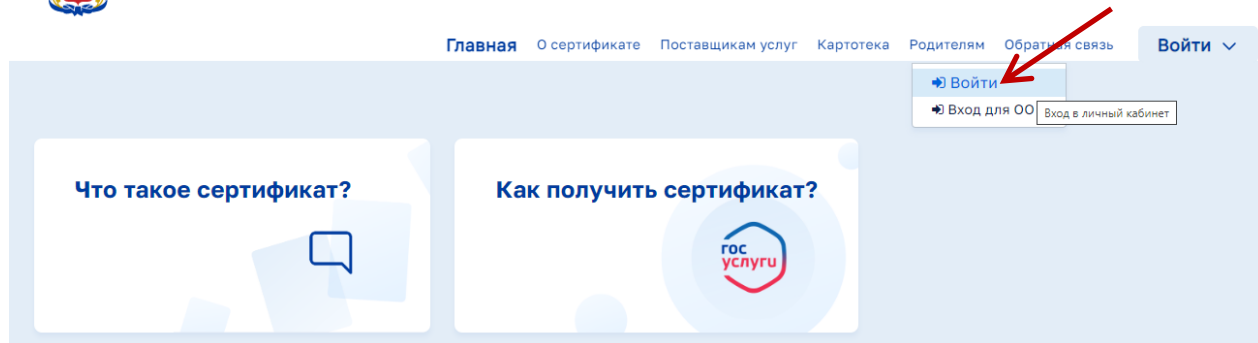 Главная О сертификате Поставщикам услуг Картотека Родителям Обратная связь Войти
Войти
Вход для ОО
Вход в личный кабинет
Что такое сертификат?
Как получить сертификат?
гос
услуги